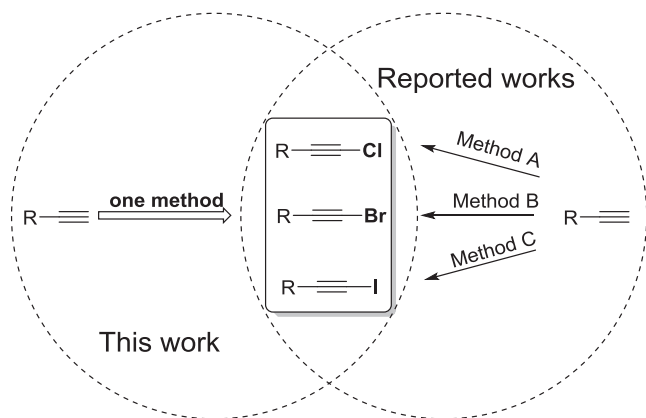 Reported works
R Cl
Method A
R one method R Br Method B R
Method C
R I
This work